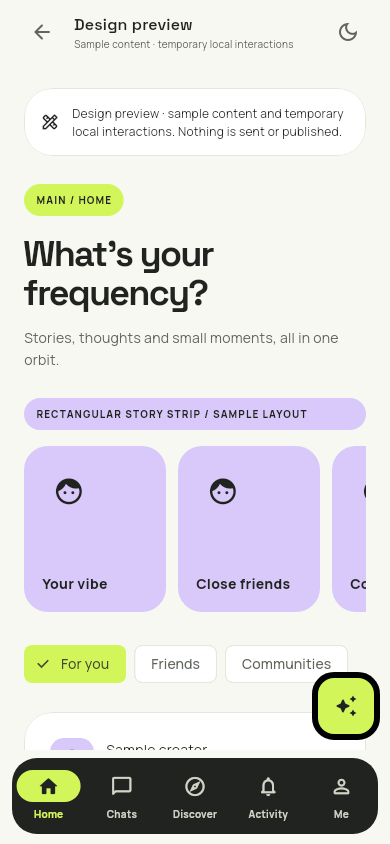 Design preview
Sample content · temporary local interactions
Design preview · sample content and temporary
local interactions. Nothing is sent or published.
MAIN / HOME
What's your
frequency?
Stories, thoughts and small moments, all in one
orbit.
RECTANGULAR STORY STRIP / SAMPLE LAYOUT
Your vibe
Close friends
For you
Friends
Communities
Sample creator
Home
Chats
Discover
Activity
Me